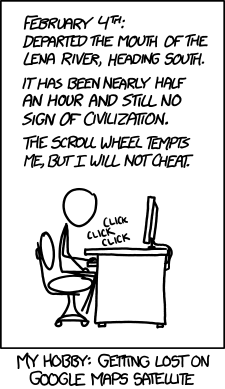 FEBRUARY 4TH:
DEPARTED THE MOUTH OF THE
LENA RIVER, HEADING SOUTH.
IT HAS BEEN NEARLY HALF
AN HOUR AND STILL NO
SIGN OF CIVILIZATION.
THE SCROLL WHEEL TEMPTS
ME, BUT I WILL NOT CHEAT.
CLICK
CLICK
CLICK
MY HOBBY: GETTING LOST ON
GOOGLE MAPS SATELLITE